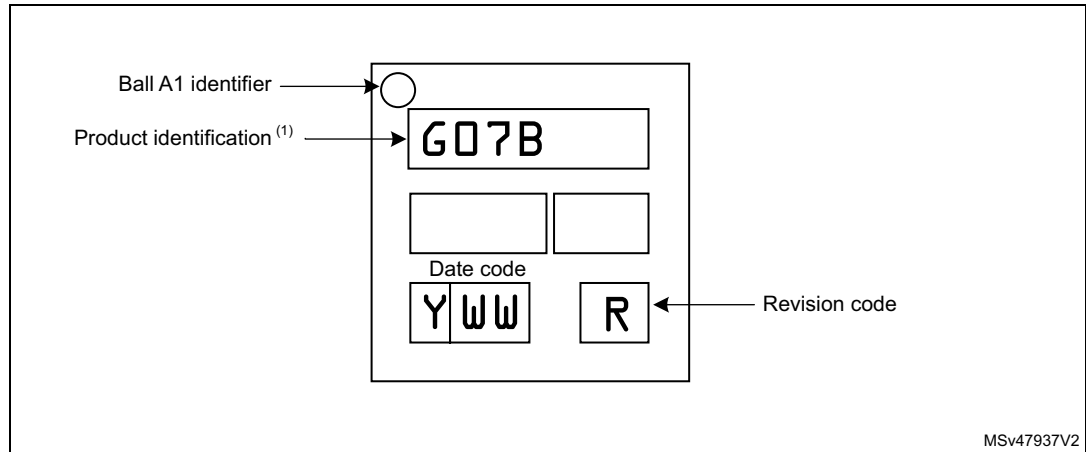 Ball A1 identifier
Product identification (1)
G07B
Date code
Y WW
R
Revision code
MSv47937V2